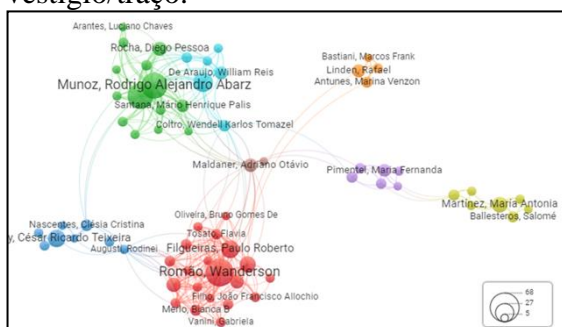 vestígio/traço.
Arantes, Luciano Chaves
Rocha, Diego Pessoa
De Araujo, William Reis
Munoz, Rodrigo Alejandro Abarz
Santana, Mário Henrique Palis
Coltro, Wendell Karlos Tomazel
Bastiani, Marcos Frank
Linden, Rafael
Antunes, Marina Venzon
Maldaner, Adriano Otávio
Pimentel, Maria Fernanda
Martinez, María Antonia
Ballesteros, Salomé
Nascentes, Clésia Cristina
y, César Ricardo Teixeira
Augusti, Rodinei
Oliveira, Bruno Gomes De
Tosato, Flavia
Filgueiras, Paulo Roberto
Romão, Wanderson
Filho, João Francisco Allochio
Merlo, Bianca B
Vanini, Gabriela
68
27
5